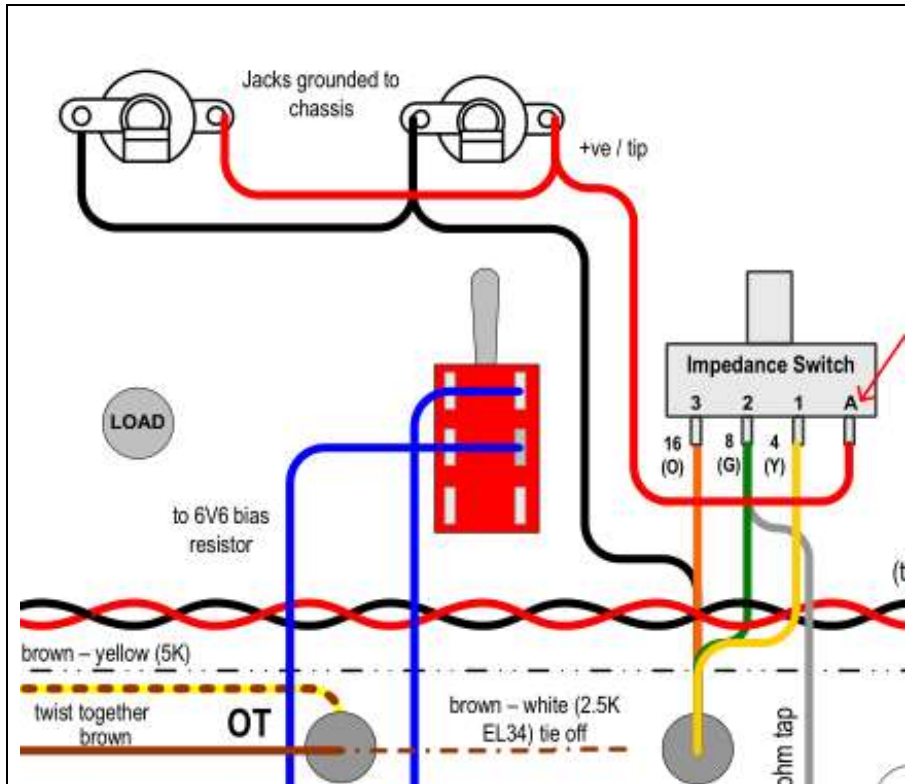 Jacks grounded to
chassis
+ve / tip
Impedance Switch
3 2 1 A
16 8 4
(O) (G) (Y)
LOAD
to 6V6 bias
resistor
(t
brown – yellow (5K)
twist together
brown
OT
brown – white (2.5K
EL34) tie off
ohm tap